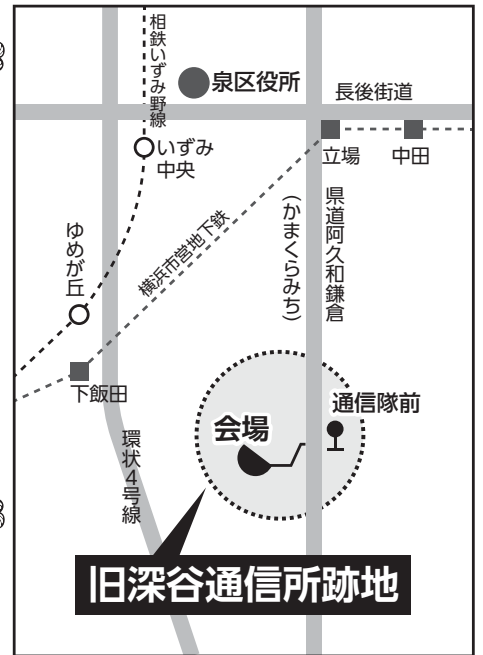 相鉄いずみ野線
泉区役所
長後街道
いずみ
中央
立場
中田
県道阿久和鎌倉
(かまくらみち)
横浜市営地下鉄
ゆめが丘
下飯田
環状4号線
通信隊前
会場
旧深谷通信所跡地